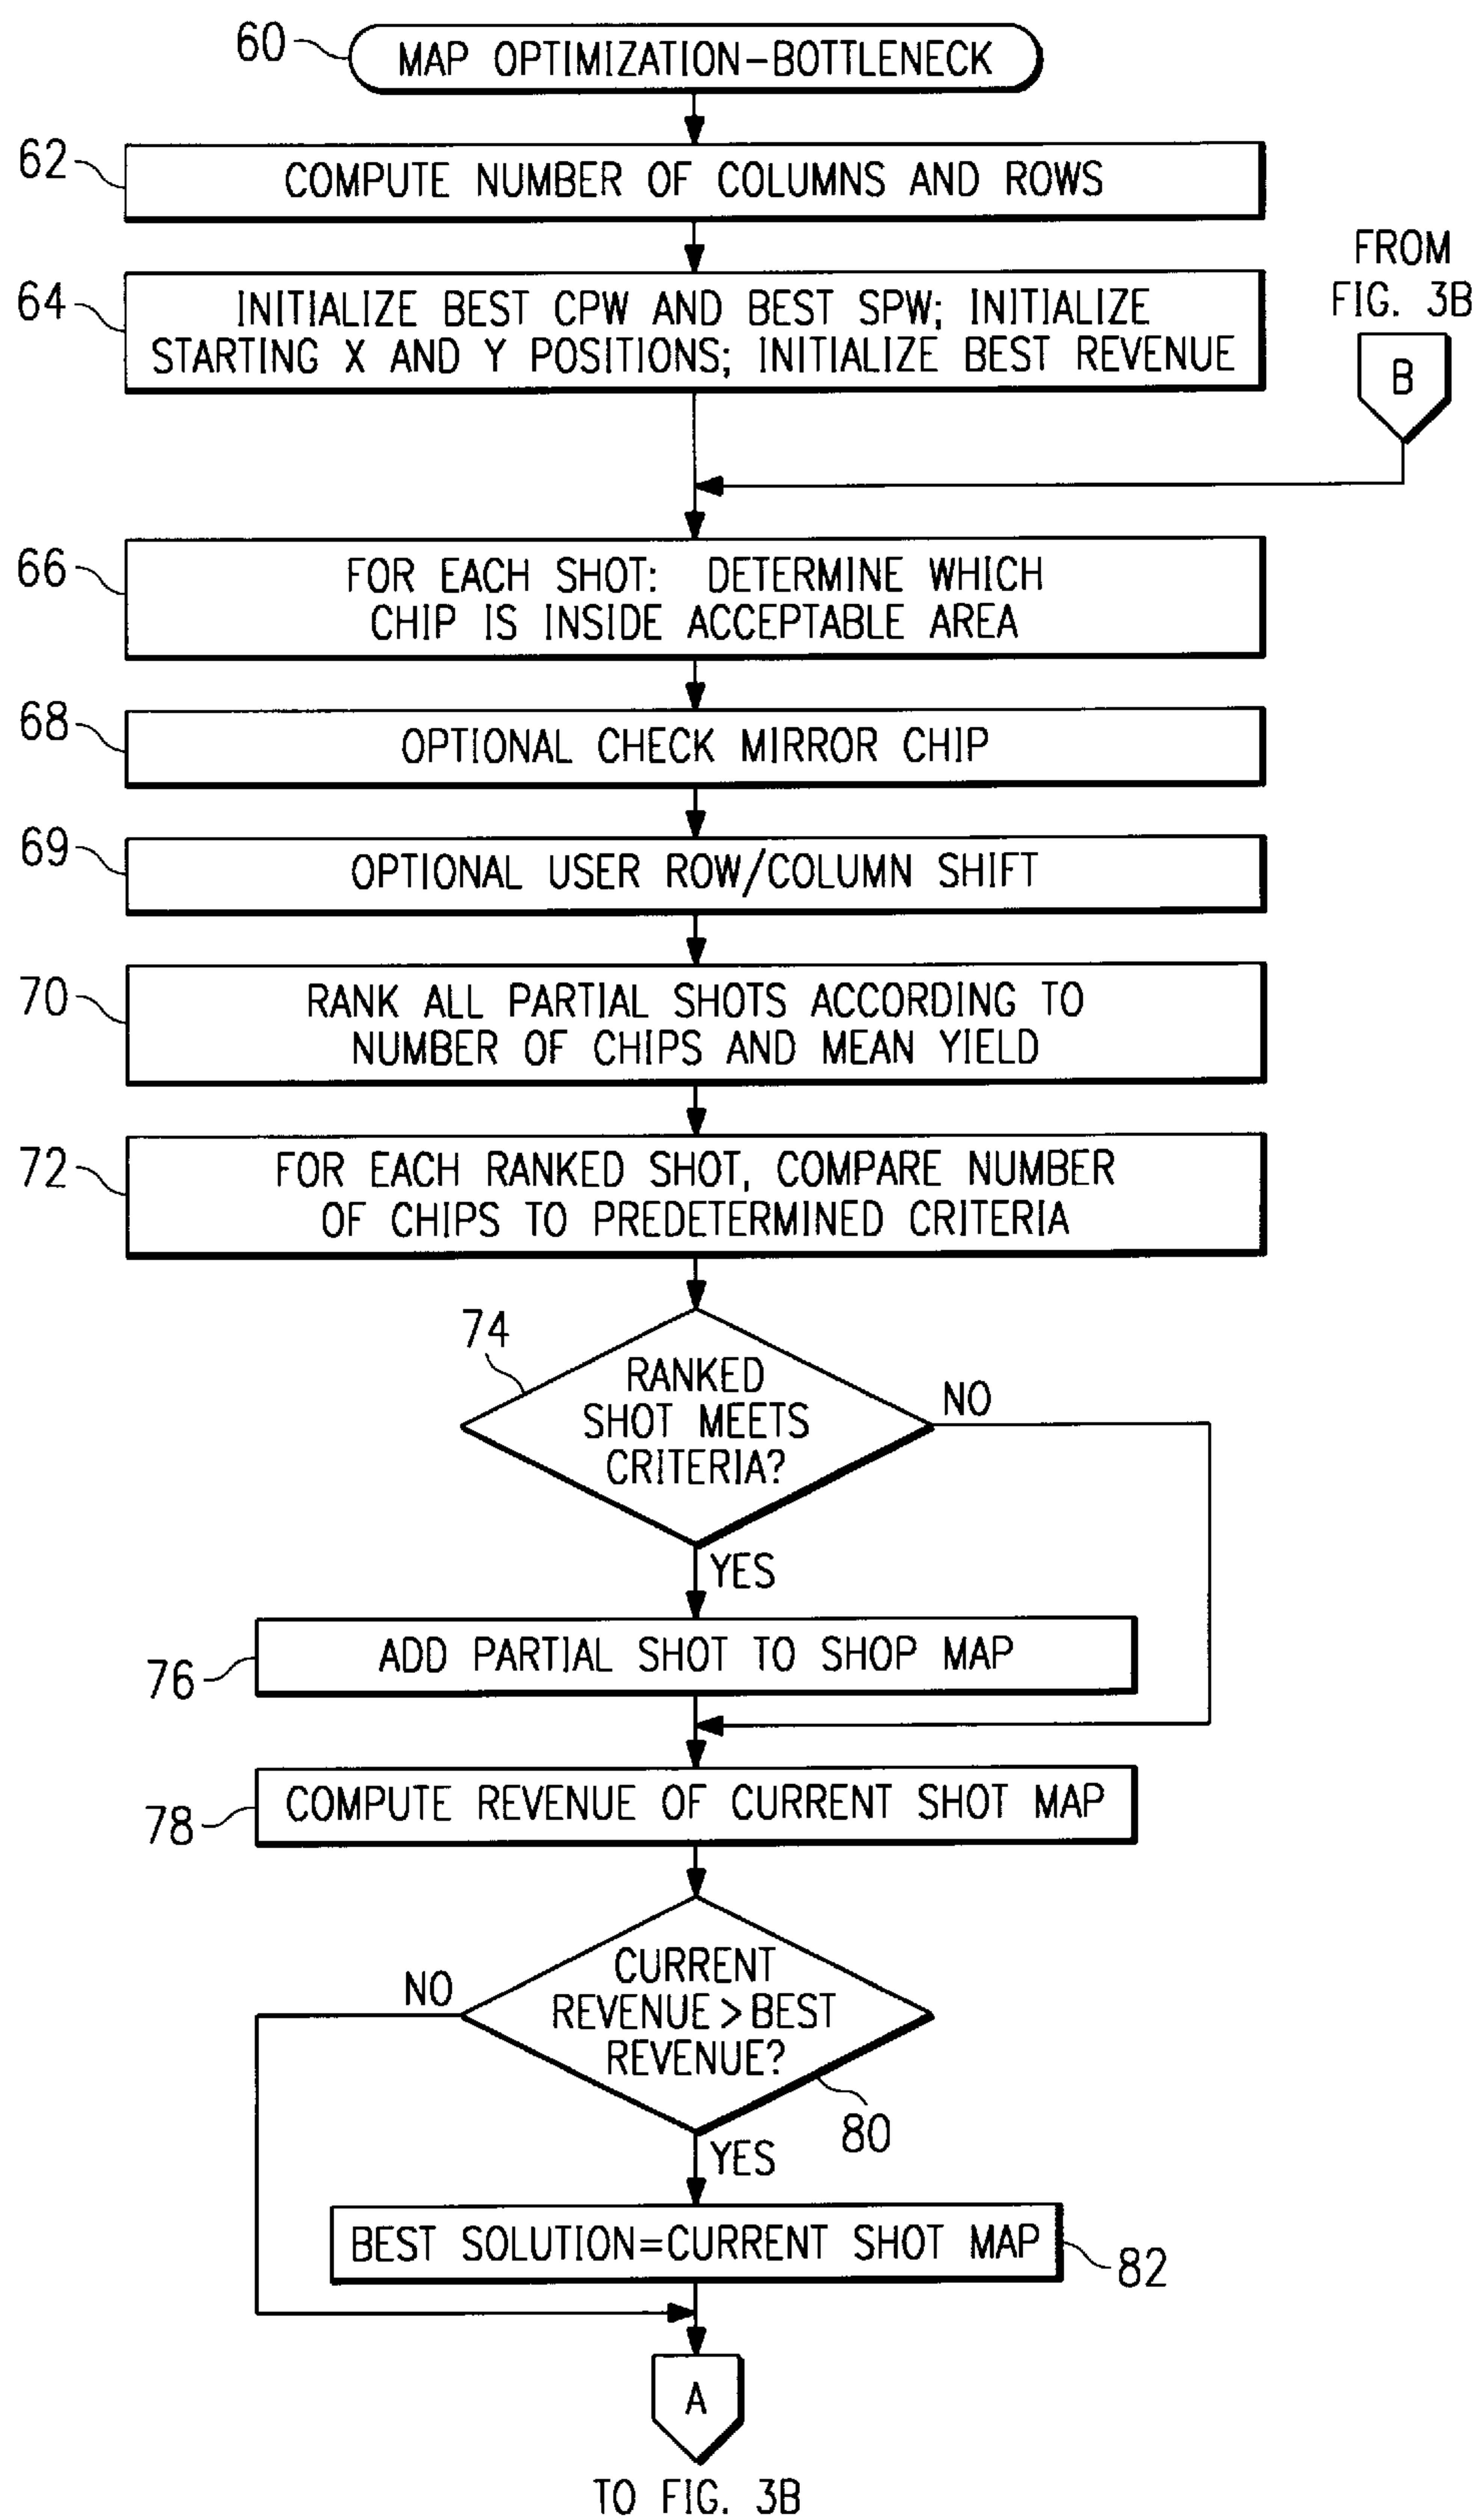 60
MAP OPTIMIZATION-BOTTLENECK
62
COMPUTE NUMBER OF COLUMNS AND ROWS
FROM
FIG. 3B
B
64
INITIALIZE BEST CPW AND BEST SPW; INITIALIZE
STARTING X AND Y POSITIONS; INITIALIZE BEST REVENUE
66
FOR EACH SHOT: DETERMINE WHICH
CHIP IS INSIDE ACCEPTABLE AREA
68
OPTIONAL CHECK MIRROR CHIP
69
OPTIONAL USER ROW/COLUMN SHIFT
70
RANK ALL PARTIAL SHOTS ACCORDING TO
NUMBER OF CHIPS AND MEAN YIELD
72
FOR EACH RANKED SHOT, COMPARE NUMBER
OF CHIPS TO PREDETERMINED CRITERIA
74
RANKED
SHOT MEETS
CRITERIA?
NO
YES
76
ADD PARTIAL SHOT TO SHOP MAP
78
COMPUTE REVENUE OF CURRENT SHOT MAP
CURRENT
REVENUE>BEST
REVENUE?
NO
80
YES
BEST SOLUTION=CURRENT SHOT MAP
82
A
TO FIG. 3B